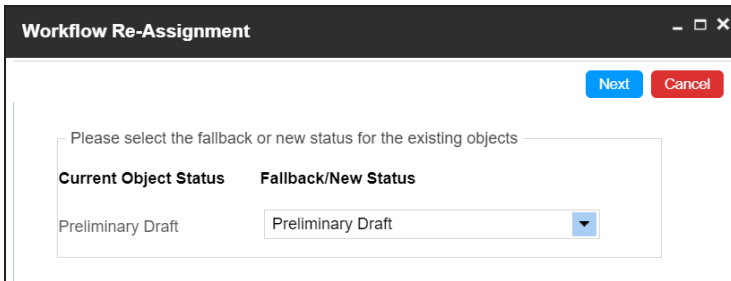 Workflow Re-Assignment
Next Cancel
Please select the fallback or new status for the existing objects
Current Object Status Fallback/New Status
Preliminary Draft Preliminary Draft